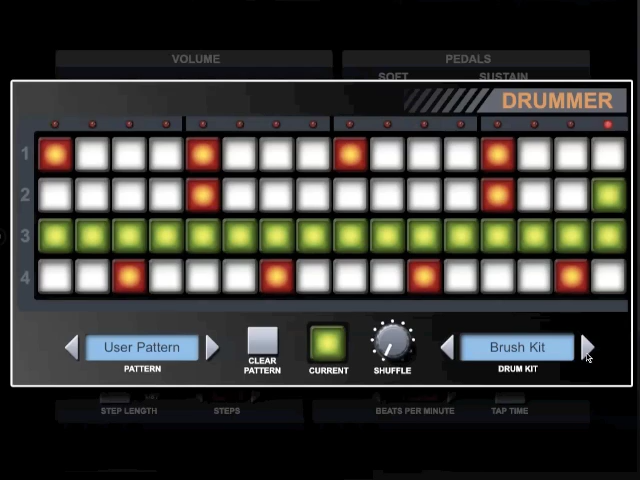 VOLUME
PEDALS
SOFT
SUSTAIN
DRUMMER
1
2
3
4
User Pattern
PATTERN
CLEAR
PATTERN
CURRENT
SHUFFLE
Brush Kit
DRUM KIT
STEP LENGTH
STEPS
BEATS PER MINUTE
TAP TIME